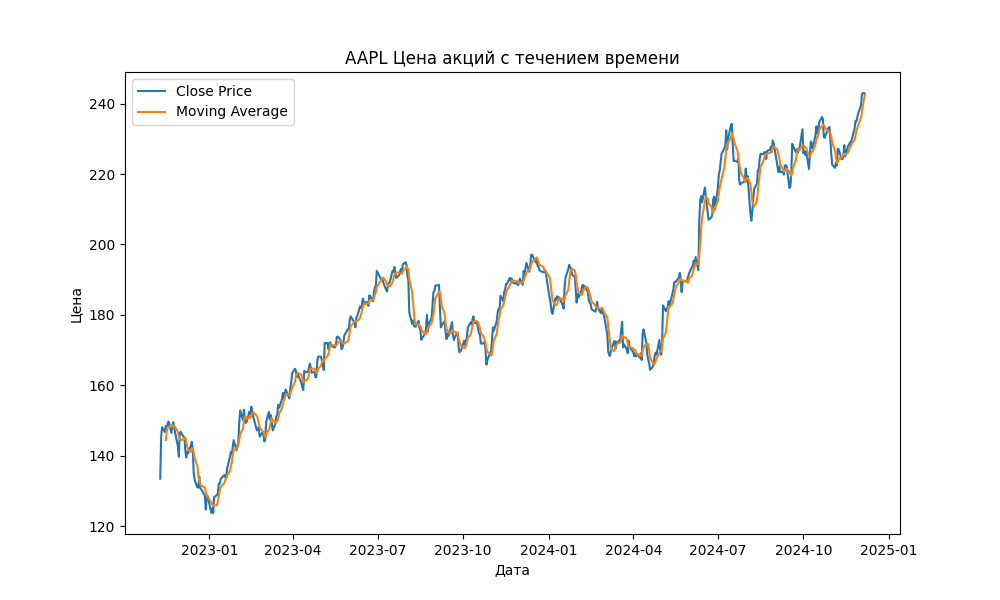 AAPL Цена акций с течением времени
Close Price
Moving Average
Цена
240
220
200
180
160
140
120
2023-01 2023-04 2023-07 2023-10 2024-01 2024-04 2024-07 2024-10 2025-01
Дата